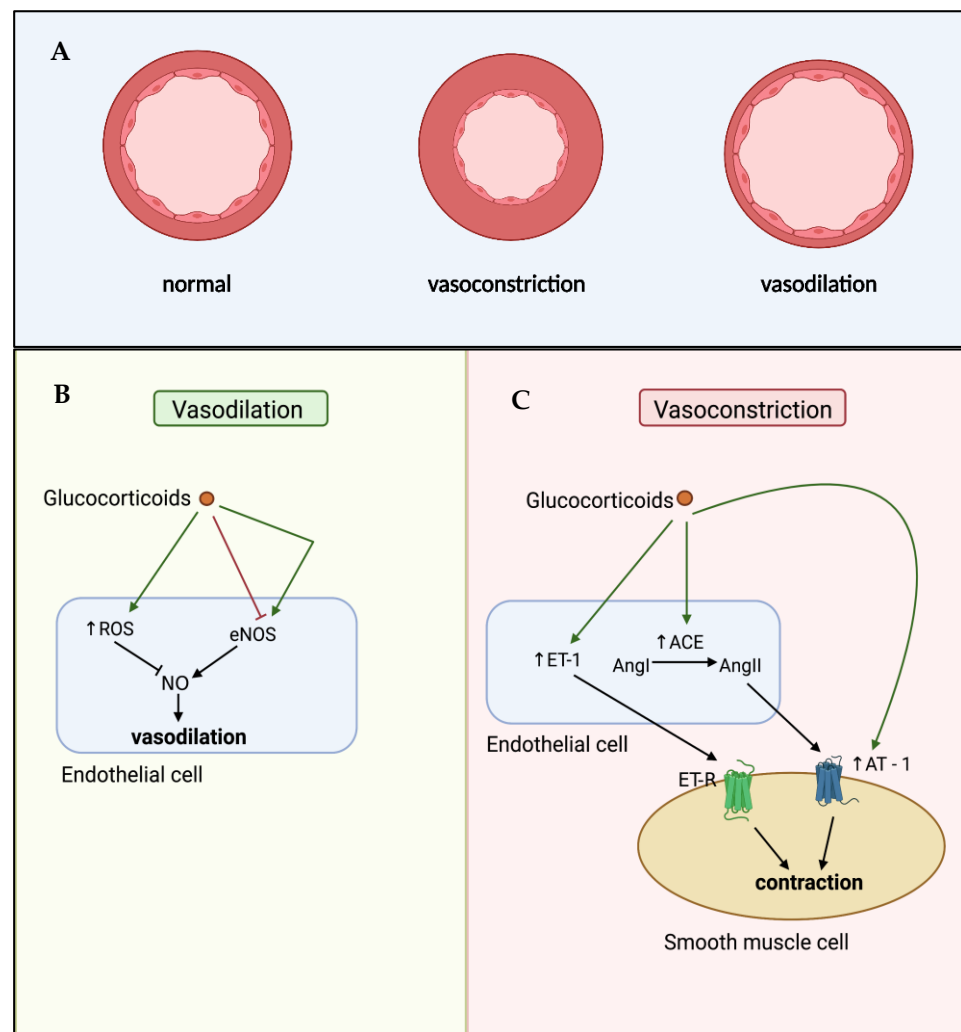 A
normal
vasoconstriction
vasodilation
B
Vasodilation
Glucocorticoids
↑ROS
eNOS
NO
vasodilation
Endothelial cell
C
Vasoconstriction
Glucocorticoids
↑ET-1
↑ACE
AngI
AngII
Endothelial cell
ET-R
↑AT - 1
contraction
Smooth muscle cell